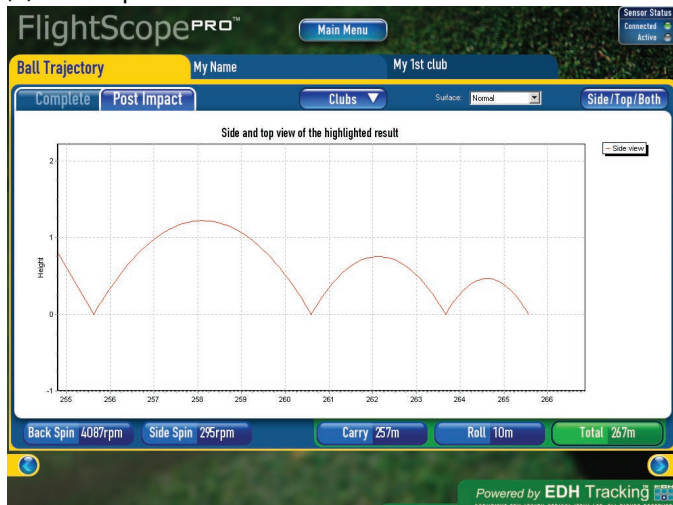 FlightScope PRO™
Main Menu
Sensor Status
Connected
Active
Ball Trajectory
My Name
My 1st club
Complete
Post Impact
Clubs
Surface:
Normal
Side/Top/Both
Side and top view of the highlighted result
Side view
2
1
Height
0
-1
255 256 257 258 259 260 261 262 263 264 265 266
Back Spin 4087rpm
Side Spin 295rpm
Carry 257m
Roll 10m
Total 267m
Powered by EDH Tracking